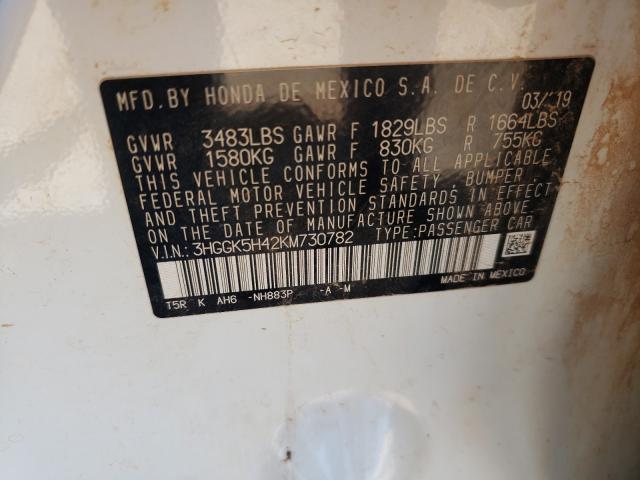 MFD.BY HONDA DE MEXICO S.A. DE C.V.
03/'19
GVWR 3483LBS GAWR F 1829LBS R 1664LBS
GVWR 1580KG GAWR F 830KG R 755KG
THIS VEHICLE CONFORMS TO ALL APPLICABLE
FEDERAL MOTOR VEHICLE SAFETY, BUMPER
AND THEFT PREVENTION STANDARDS IN EFFECT
ON THE DATE OF MANUFACTURE SHOWN ABOVE.
V.I.N.: 3HGGK5H42KM730782 TYPE:PASSENGER CAR
MADE IN MEXICO
T5R K AH6 -NH883P -A -M